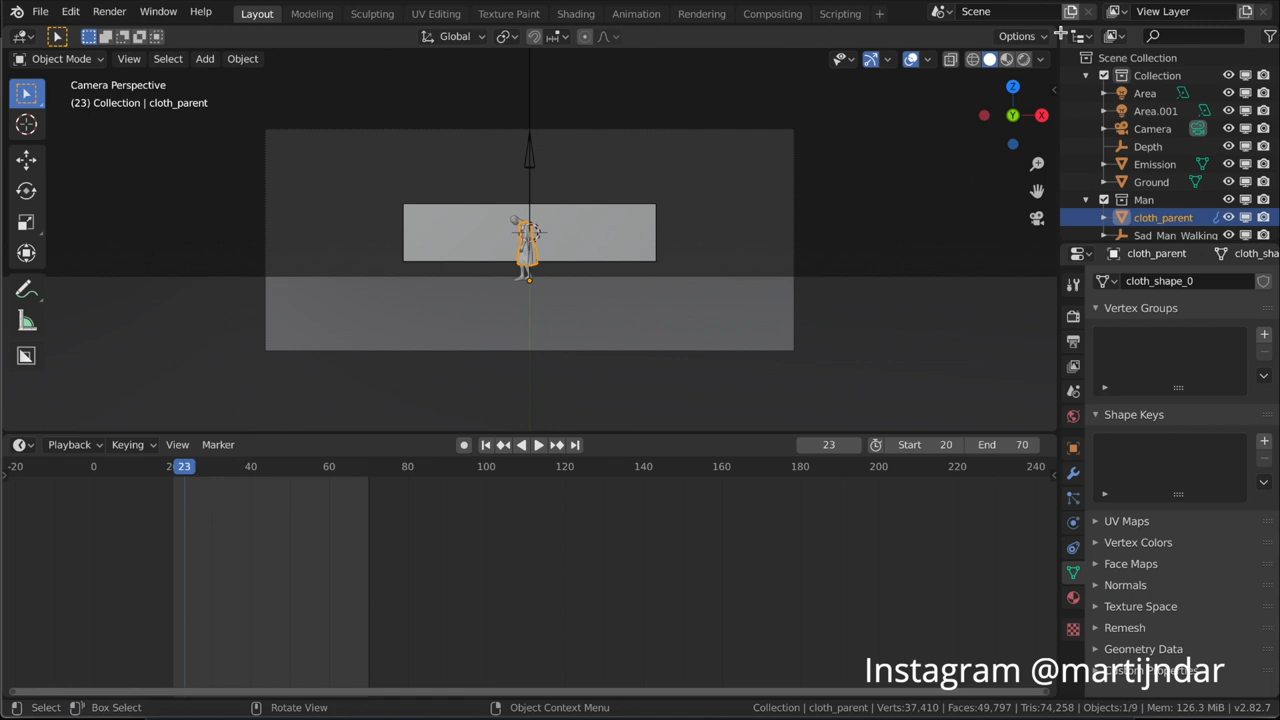 File Edit Render Window Help Layout Modeling Sculpting UV Editing Texture Paint Shading Animation Rendering Compositing Scripting + Scene View Layer
Global Options
Object Mode View Select Add Object
Camera Perspective
(23) Collection | cloth_parent
Z
Y
X
Scene Collection
Collection
Area
Area.001
Camera
Depth
Emission
Ground
Man
cloth_parent
Sad Man Walking
cloth_parent cloth_sha
cloth_shape_0
Vertex Groups
Shape Keys
UV Maps
Vertex Colors
Face Maps
Normals
Texture Space
Remesh
Geometry Data
Playback Keying View Marker 23 Start 20 End 70
-20 0 2 23 40 60 80 100 120 140 160 180 200 220 240
Instagram @martijndar
Select Box Select Rotate View Object Context Menu Collection | cloth_parent | Verts:37,410 | Faces:49,797 | Tris:74,258 | Objects:1/9 | Mem: 126.3 MiB | v2.82.7